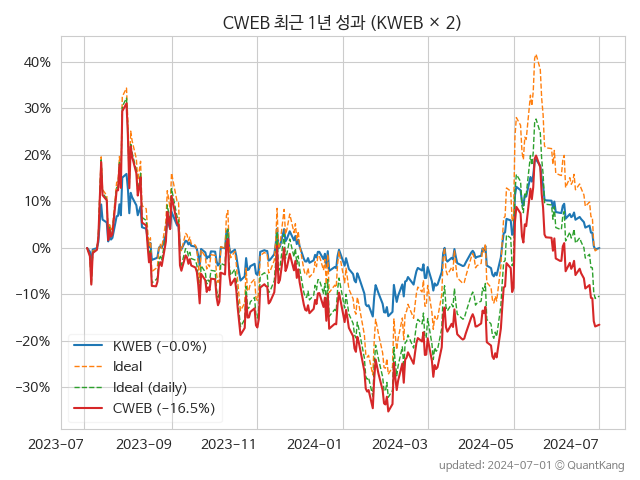 CWEB 최근 1년 성과 (KWEB × 2)
40%
30%
20%
10%
0%
−10%
−20%
−30%
KWEB (−0.0%)
Ideal
Ideal (daily)
CWEB (−16.5%)
2023-07
2023-09
2023-11
2024-01
2024-03
2024-05
2024-07
updated: 2024-07-01 © QuantKang